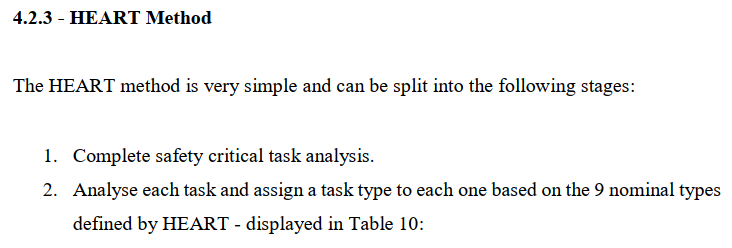 4.2.3 - HEART Method
The HEART method is very simple and can be split into the following stages:
1. Complete safety critical task analysis.
2. Analyse each task and assign a task type to each one based on the 9 nominal types
defined by HEART - displayed in Table 10: